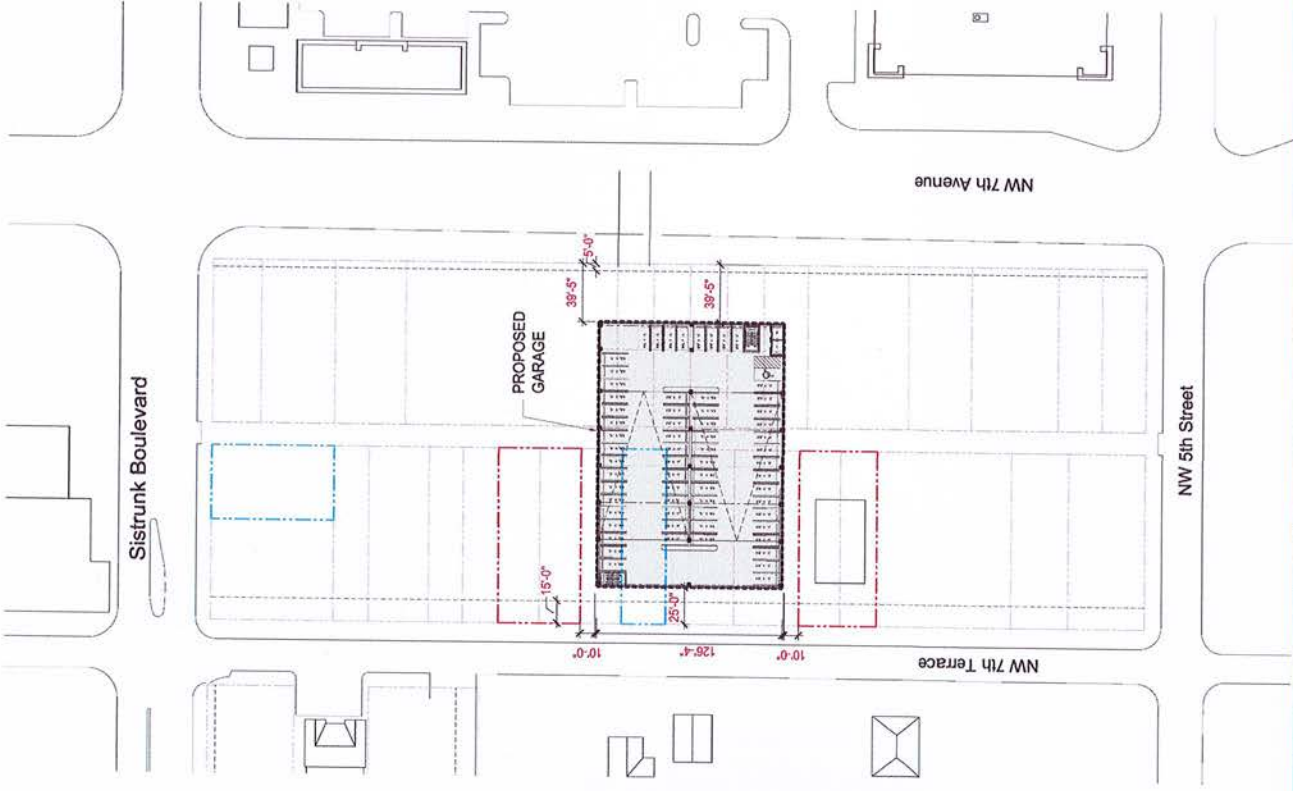 NW 7th Avenue
5'-0"
39'-5"
39'-5"
PROPOSED
GARAGE
Sistrunk Boulevard
NW 5th Street
15'-0"
25'-0"
10'-0"
126'-4"
10'-0"
NW 7th Terrace